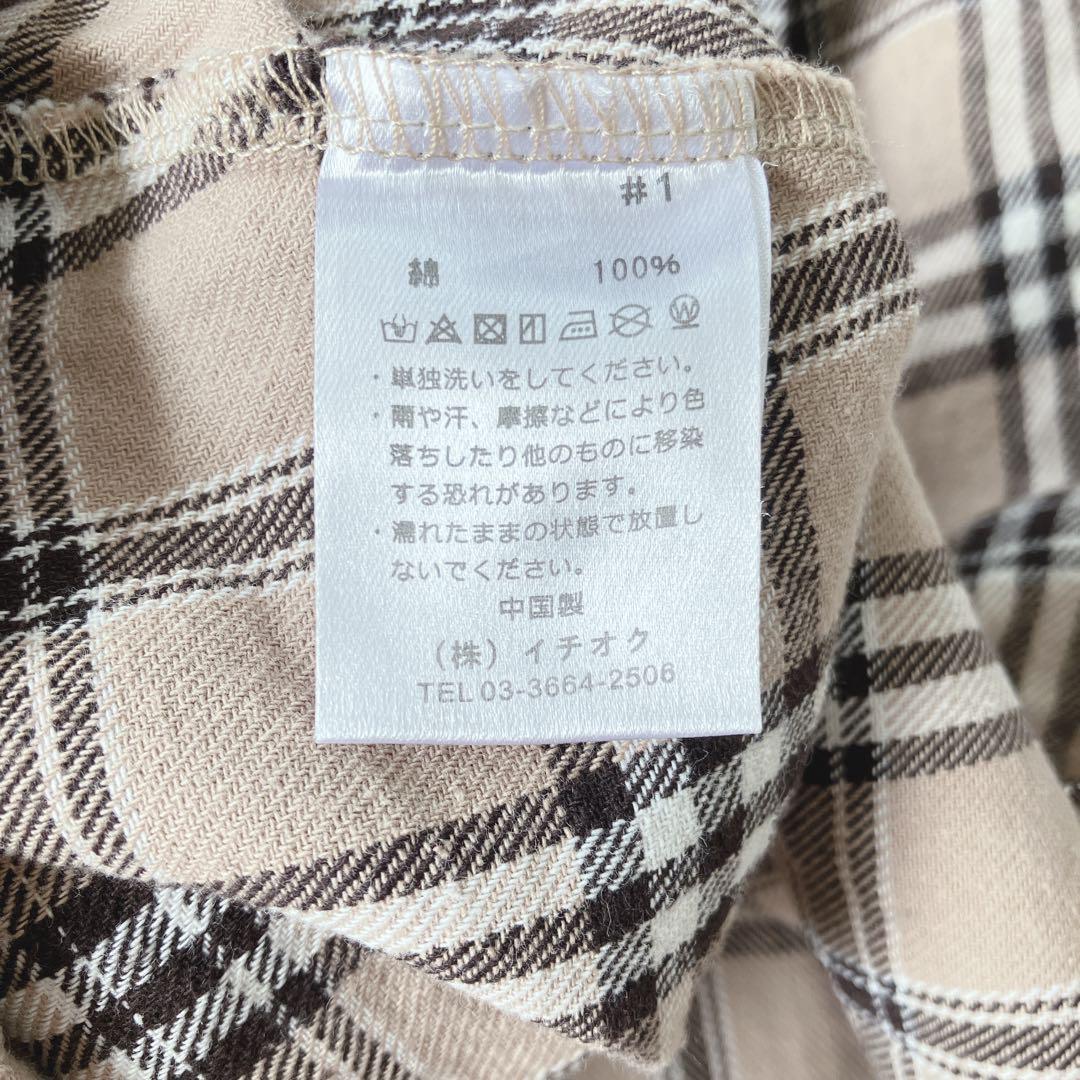 #1
綿 100%
W
・単独洗いをしてください。
・雨や汗、摩擦などにより色
落ちしたり他のものに移染
する恐れがあります。
・濡れたままの状態で放置し
ないでください。
中国製
(株)イチオク
TEL 03-3664-2506